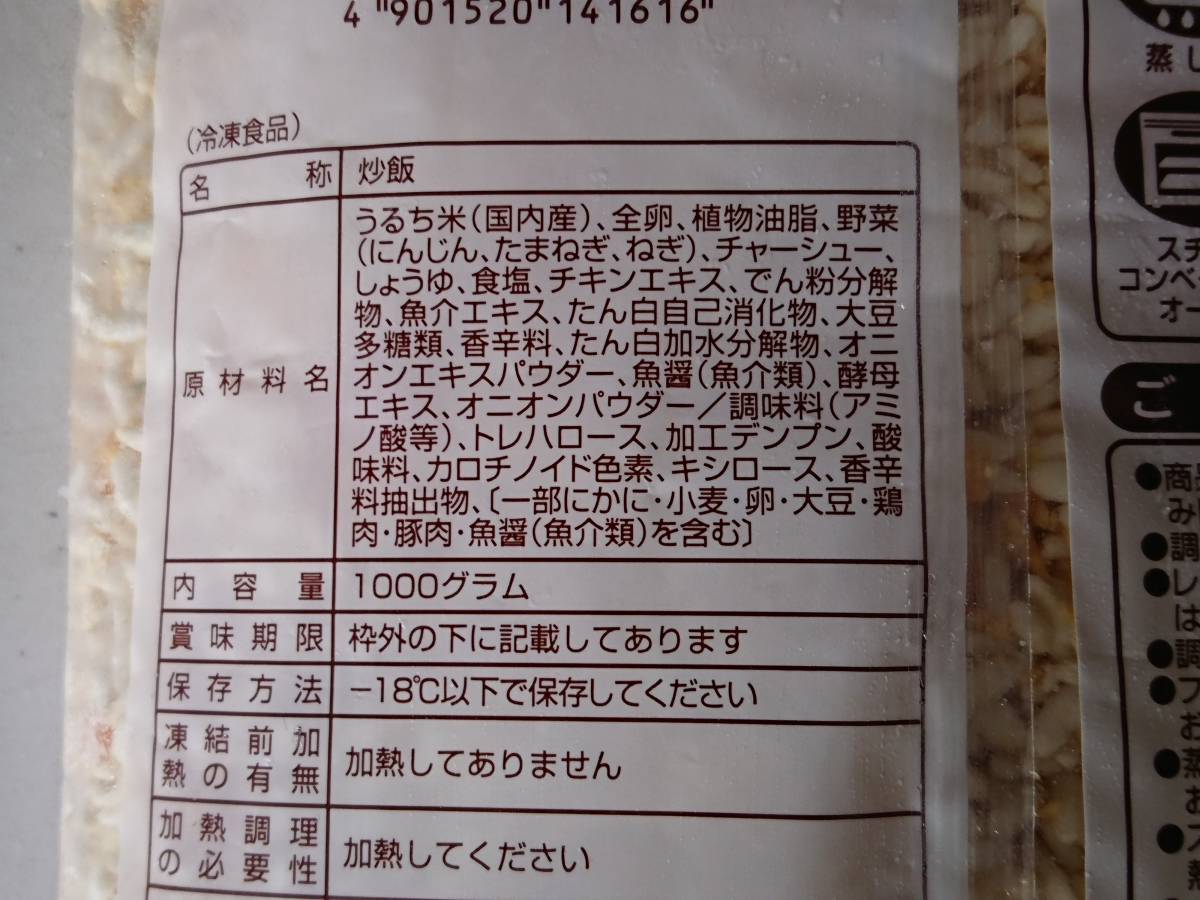 4 901520 141616
(冷凍食品)
名称 炒飯
原材料名
うるち米(国内産)、全卵、植物油脂、野菜
(にんじん、たまねぎ、ねぎ)、チャーシュー、
しょうゆ、食塩、チキンエキス、でん粉分解
物、魚介エキス、たん白自己消化物、大豆
多糖類、香辛料、たん白加水分解物、オニ
オンエキスパウダー、魚醤(魚介類)、酵母
エキス、オニオンパウダー/調味料(アミ
ノ酸等)、トレハロース、加工デンプン、酸
味料、カロチノイド色素、キシロース、香辛
料抽出物、〔一部にかに・小麦・卵・大豆・鶏
肉・豚肉・魚醤(魚介類)を含む〕
内容量 1000グラム
賞味期限 枠外の下に記載してあります
保存方法 −18℃以下で保存してください
凍結前加
熱の有無
加熱してありません
加熱調理
の必要性
加熱してください
蒸し
スチ
コンベ
オー
ご
●商
み
●調
●レ
は
●調
●フ
お
●蒸
お
●ス
熱